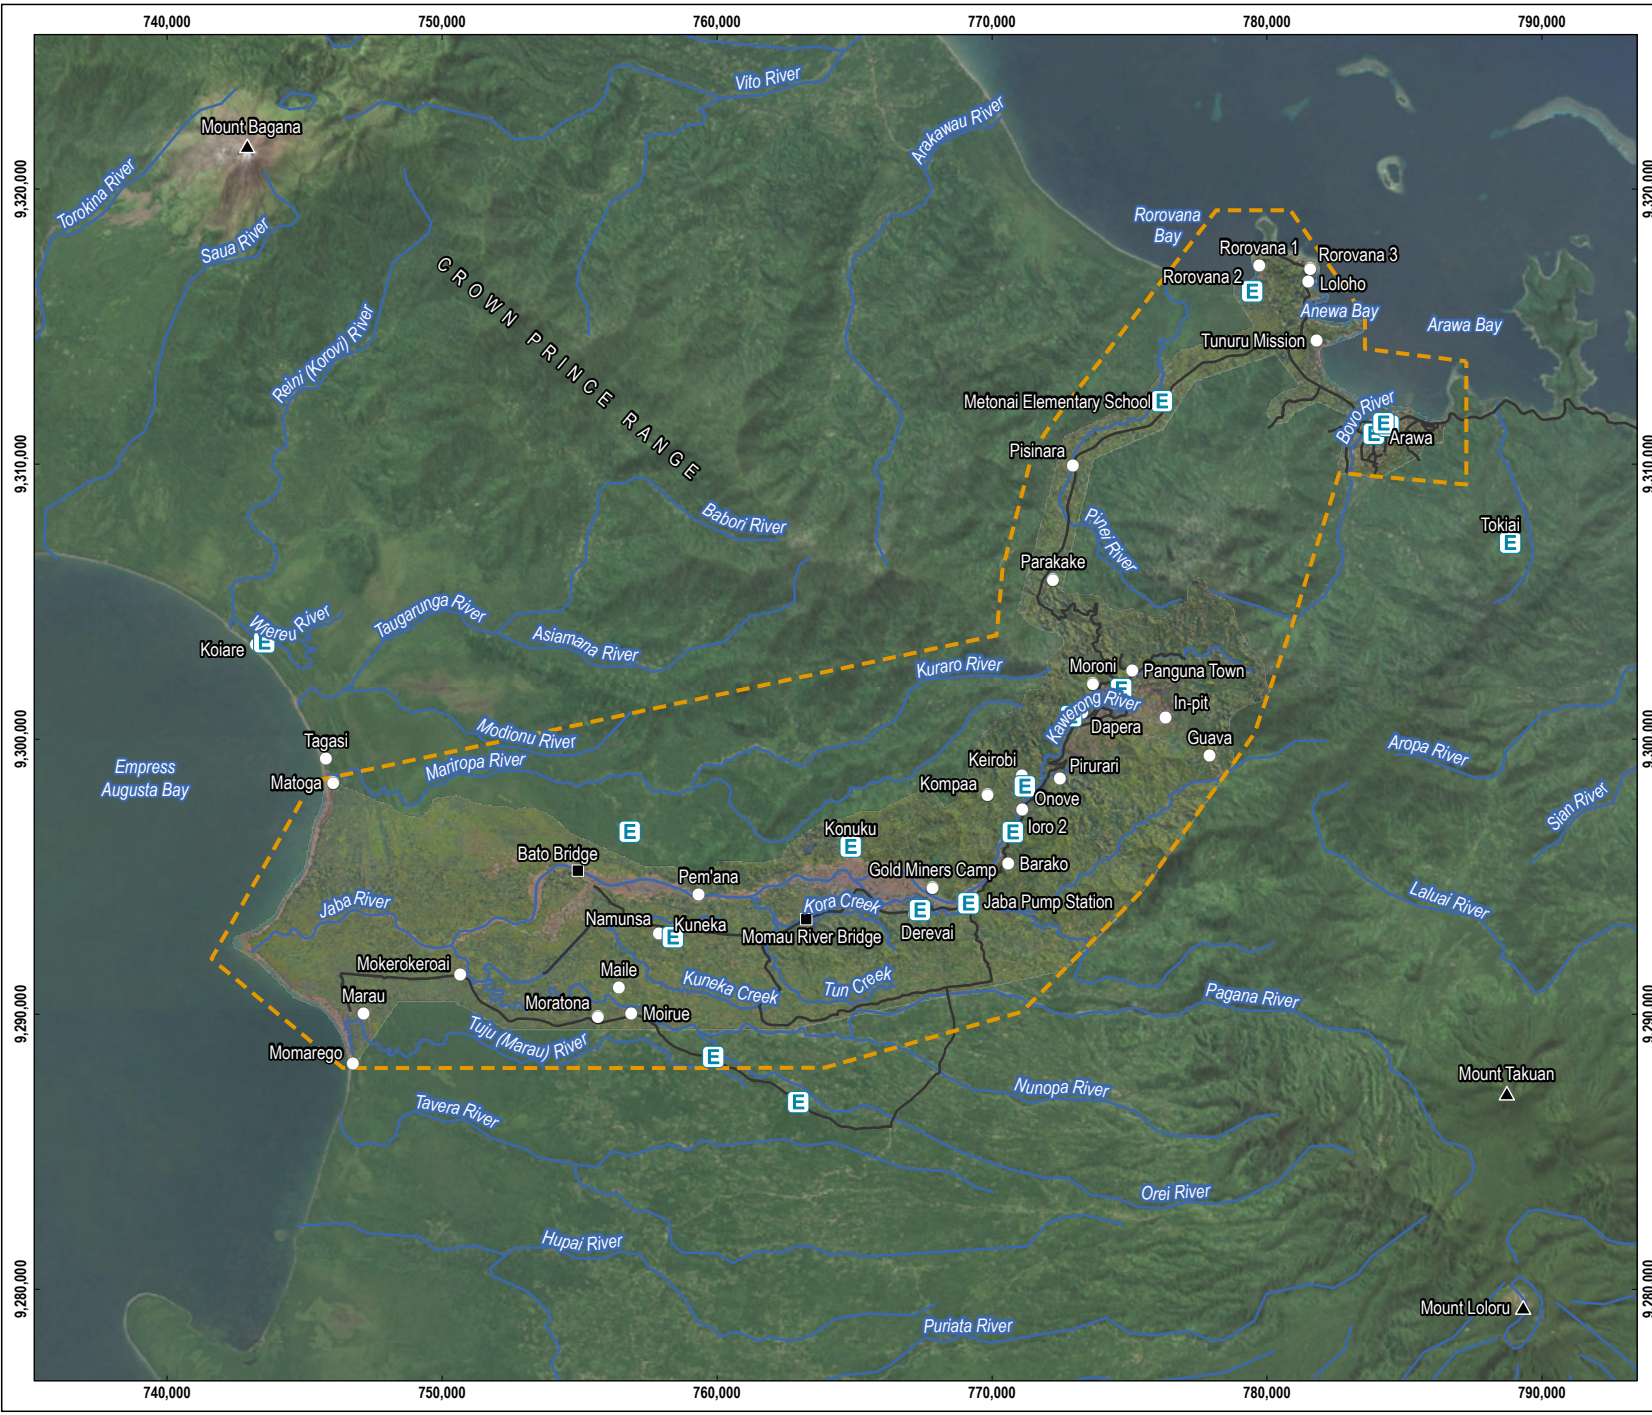 740,000
750,000
760,000
770,000
780,000
790,000
Vito River
Mount Bagana
Arakawau River
Torokina River
9,320,000
9,320,000
Saua River
Rorovana
Bay
Rorovana 1
Rorovana 3
Rorovana 2
E
Loloho
CROWN PRINCE RANGE
Anewa Bay
Arawa Bay
Reini (Korovi) River
Tunuru Mission
Metonai Elementary School
E
Bovo River
E
E
Arawa
Pisinara
9,310,000
9,310,000
Babori River
Pinei River
Tokiai
E
Parakake
Wiereu River
Taugarunga River
Koiare
E
Asiamana River
Kuraro River
Moroni
Panguna Town
E
Kawerong River
In-pit
E
Dapera
Modionu River
Guava
Aropa River
Tagasi
9,300,000
9,300,000
Empress
Augusta Bay
Mariropa River
Keirobi
Pirurari
Matoga
Kompaa
E
Onove
Sian River
E
Konuku
E
E
Ioro 2
Bato Bridge
Barako
Pem'ana
Gold Miners Camp
Jaba River
Kora Creek
E
E
Jaba Pump Station
Laluai River
Namunsa
E
Kuneka
Momau River Bridge
Derevai
Mokerokeroai
Maile
Kuneka Creek
Tun Creek
Marau
Moratona
Moirue
Pagana River
9,290,000
9,290,000
Tuju (Marau) River
Momarego
E
Mount Takuan
Nunopa River
Tavera River
E
Orei River
Hupai River
9,280,000
9,280,000
Mount Loloru
Puriata River
740,000
750,000
760,000
770,000
780,000
790,000